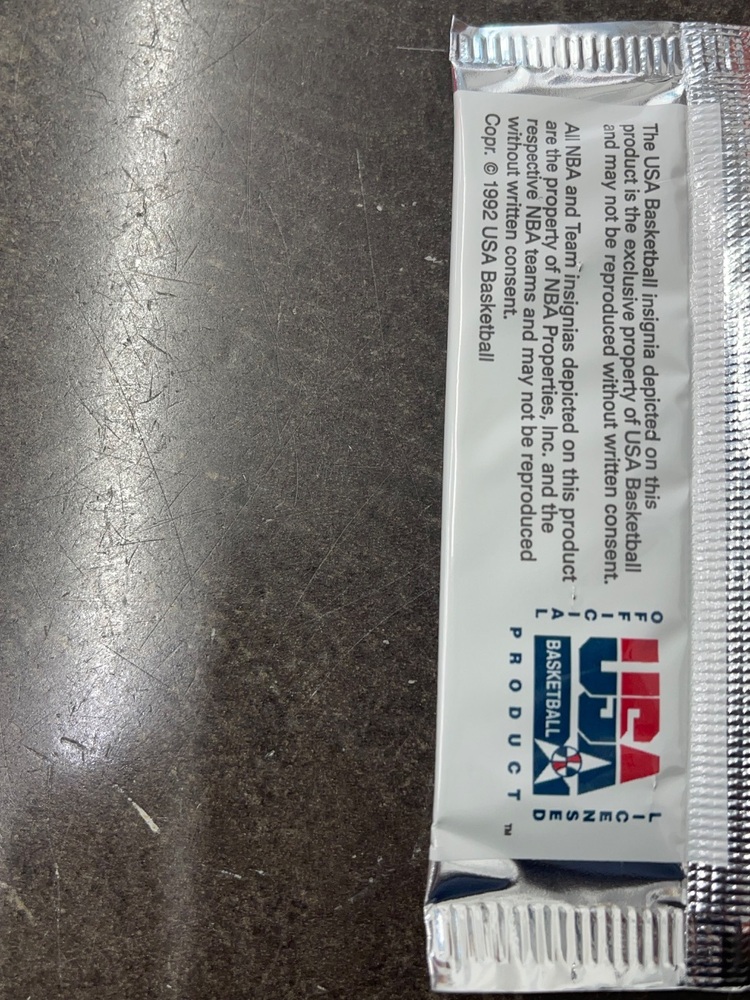 The USA Basketball insignia depicted on this
product is the exclusive property of USA Basketball
and may not be reproduced without written consent.
All NBA and Team insignias depicted on this product
are the property of NBA Properties, Inc. and the
respective NBA teams and may not be reproduced
without written consent.
Copr. © 1992 USA Basketball
OFFICIAL
USA
BASKETBALL
LICENSED
PRODUCT ™